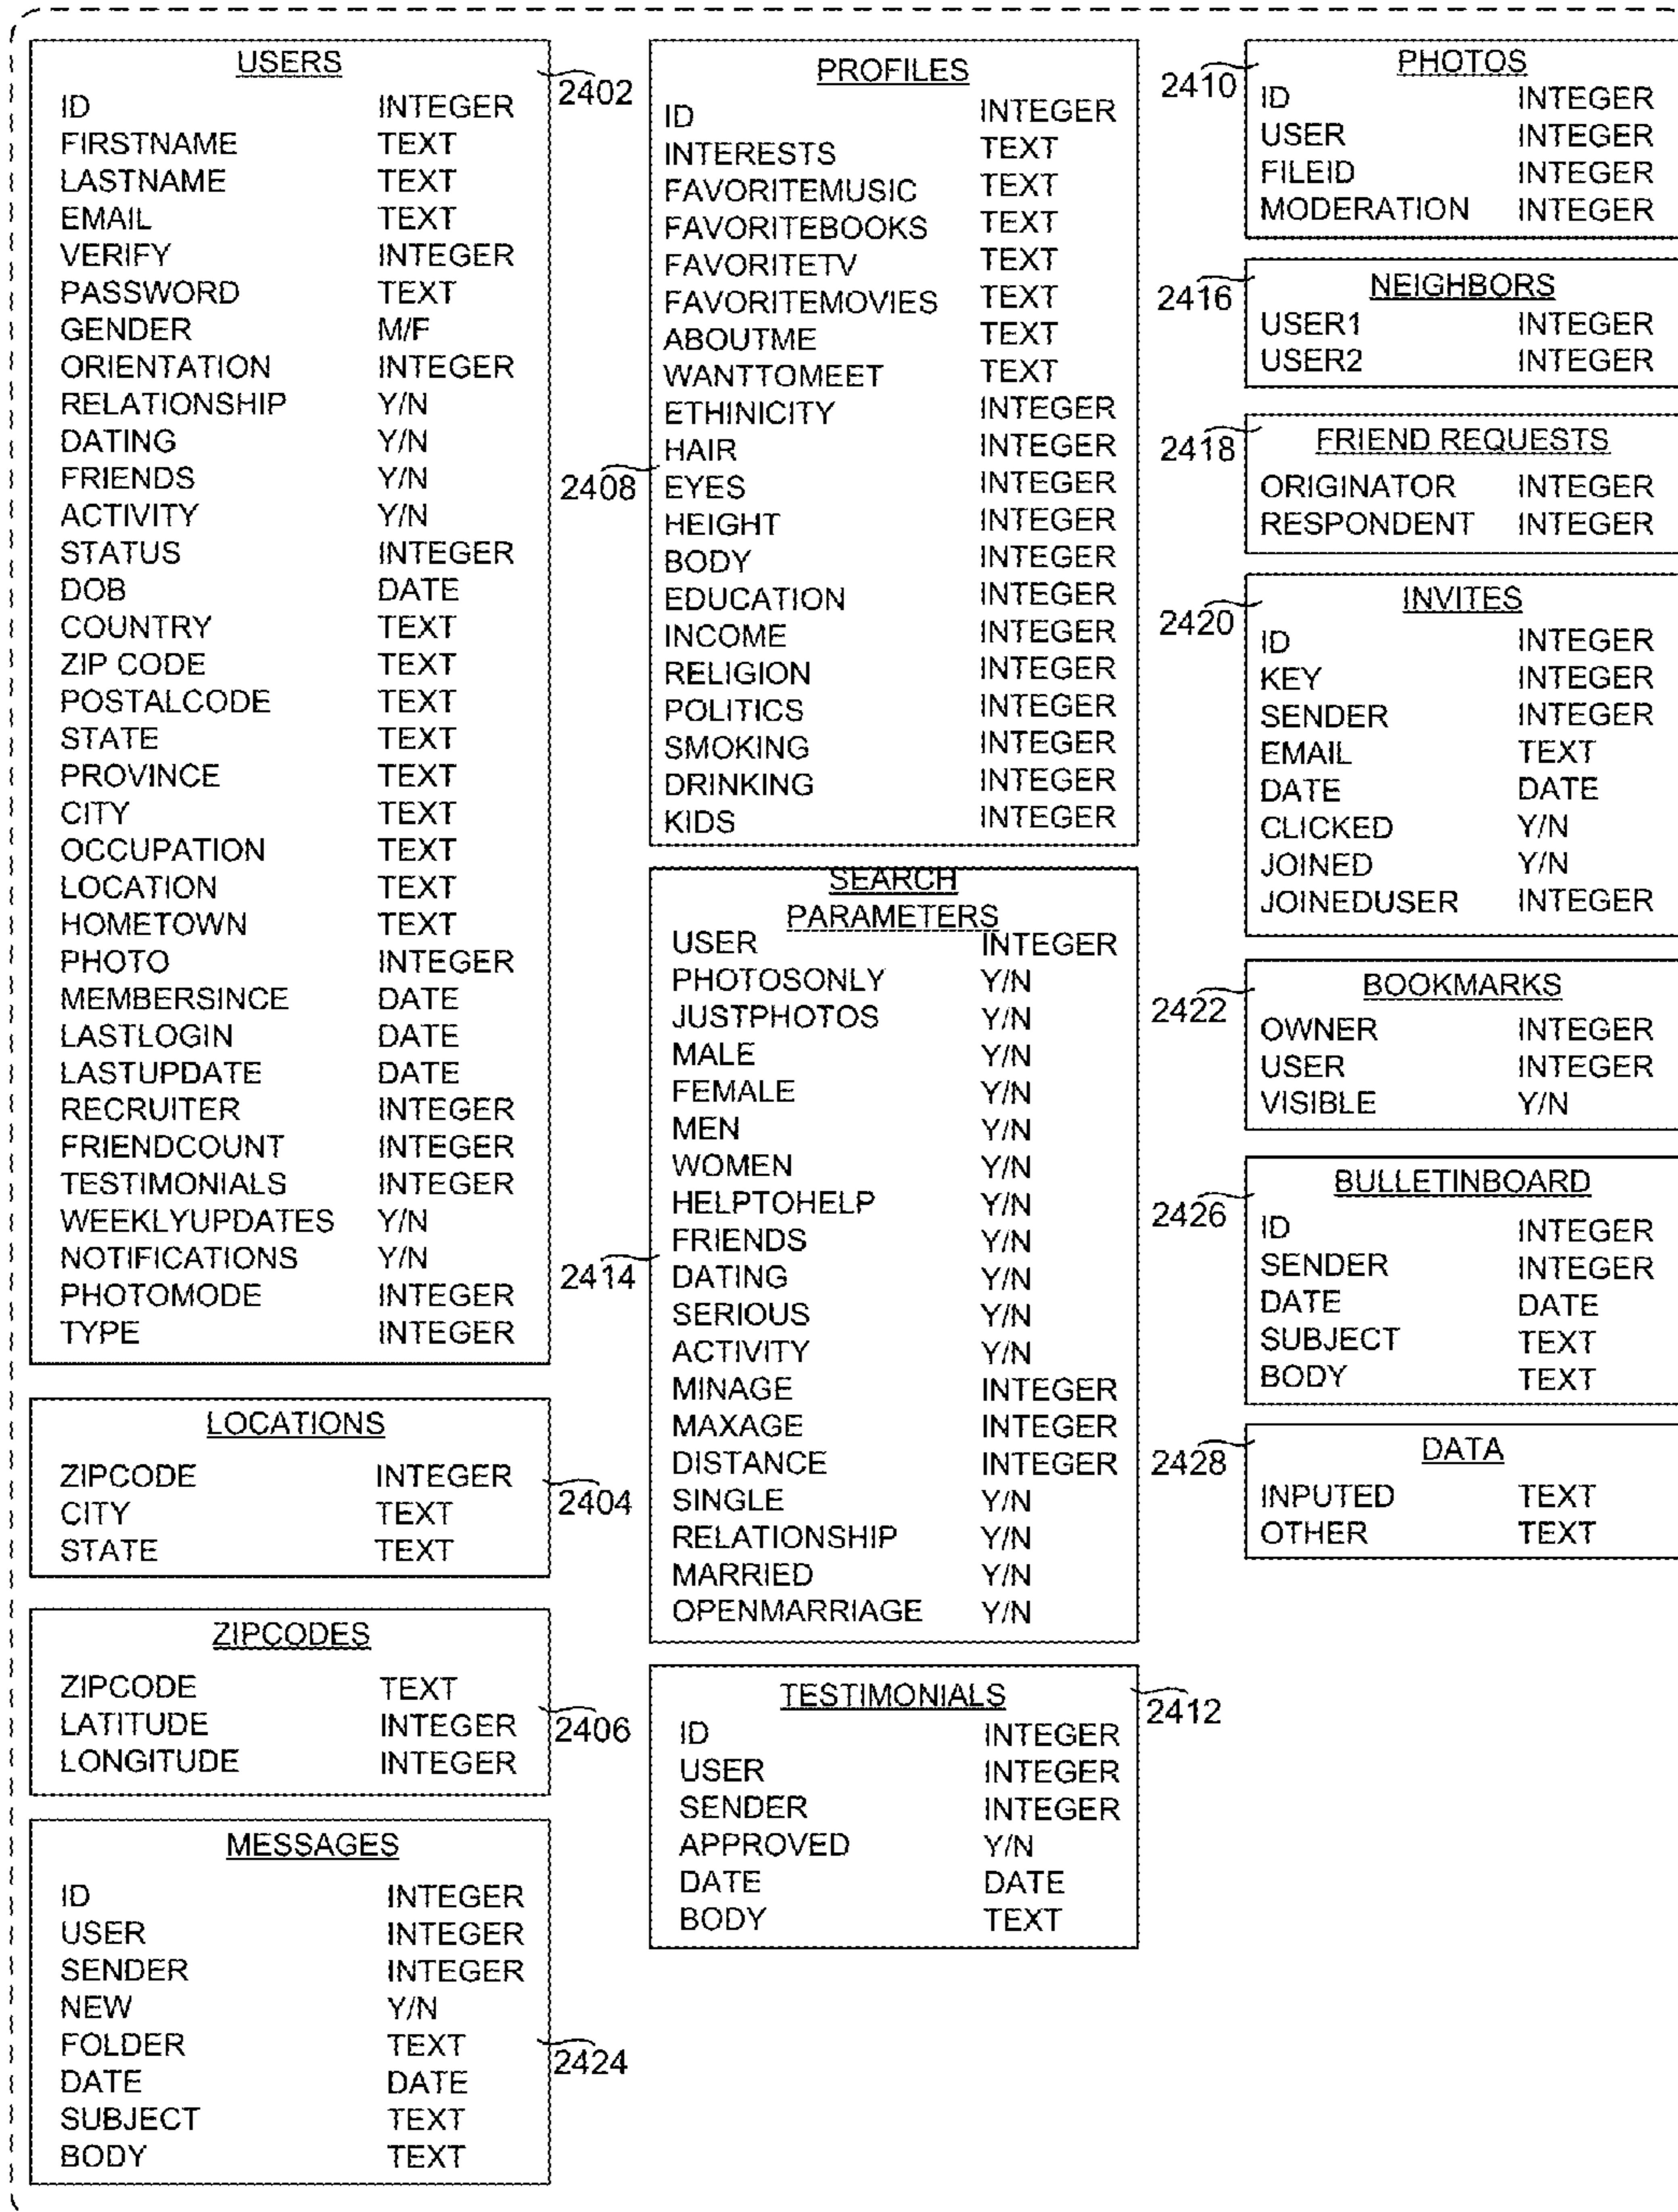 USERS
ID INTEGER
FIRSTNAME TEXT
LASTNAME TEXT
EMAIL TEXT
VERIFY INTEGER
PASSWORD TEXT
GENDER M/F
ORIENTATION INTEGER
RELATIONSHIP Y/N
DATING Y/N
FRIENDS Y/N
ACTIVITY Y/N
STATUS INTEGER
DOB DATE
COUNTRY TEXT
ZIP CODE TEXT
POSTALCODE TEXT
STATE TEXT
PROVINCE TEXT
CITY TEXT
OCCUPATION TEXT
LOCATION TEXT
HOMETOWN TEXT
PHOTO INTEGER
MEMBERSINCE DATE
LASTLOGIN DATE
LASTUPDATE DATE
RECRUITER INTEGER
FRIENDCOUNT INTEGER
TESTIMONIALS INTEGER
WEEKLYUPDATES Y/N
NOTIFICATIONS Y/N
PHOTOMODE INTEGER
TYPE INTEGER
2402
LOCATIONS
ZIPCODE INTEGER
CITY TEXT
STATE TEXT
2404
ZIPCODES
ZIPCODE TEXT
LATITUDE INTEGER
LONGITUDE INTEGER
2406
MESSAGES
ID INTEGER
USER INTEGER
SENDER INTEGER
NEW Y/N
FOLDER TEXT
DATE DATE
SUBJECT TEXT
BODY TEXT
2424
PROFILES
ID INTEGER
INTERESTS TEXT
FAVORITEMUSIC TEXT
FAVORITEBOOKS TEXT
FAVORITETV TEXT
FAVORITEMOVIES TEXT
ABOUTME TEXT
WANTTOMEET TEXT
ETHINICITY INTEGER
HAIR INTEGER
EYES INTEGER
HEIGHT INTEGER
BODY INTEGER
EDUCATION INTEGER
INCOME INTEGER
RELIGION INTEGER
POLITICS INTEGER
SMOKING INTEGER
DRINKING INTEGER
KIDS INTEGER
2408
SEARCH
PARAMETERS
USER INTEGER
PHOTOSONLY Y/N
JUSTPHOTOS Y/N
MALE Y/N
FEMALE Y/N
MEN Y/N
WOMEN Y/N
HELPTOHELP Y/N
FRIENDS Y/N
DATING Y/N
SERIOUS Y/N
ACTIVITY Y/N
MINAGE INTEGER
MAXAGE INTEGER
DISTANCE INTEGER
SINGLE Y/N
RELATIONSHIP Y/N
MARRIED Y/N
OPENMARRIAGE Y/N
2414
TESTIMONIALS
ID INTEGER
USER INTEGER
SENDER INTEGER
APPROVED Y/N
DATE DATE
BODY TEXT
2412
2410
PHOTOS
ID INTEGER
USER INTEGER
FILEID INTEGER
MODERATION INTEGER
2416
NEIGHBORS
USER1 INTEGER
USER2 INTEGER
2418
FRIEND REQUESTS
ORIGINATOR INTEGER
RESPONDENT INTEGER
2420
INVITES
ID INTEGER
KEY INTEGER
SENDER INTEGER
EMAIL TEXT
DATE DATE
CLICKED Y/N
JOINED Y/N
JOINEDUSER INTEGER
2422
BOOKMARKS
OWNER INTEGER
USER INTEGER
VISIBLE Y/N
2426
BULLETINBOARD
ID INTEGER
SENDER INTEGER
DATE DATE
SUBJECT TEXT
BODY TEXT
2428
DATA
INPUTED TEXT
OTHER TEXT